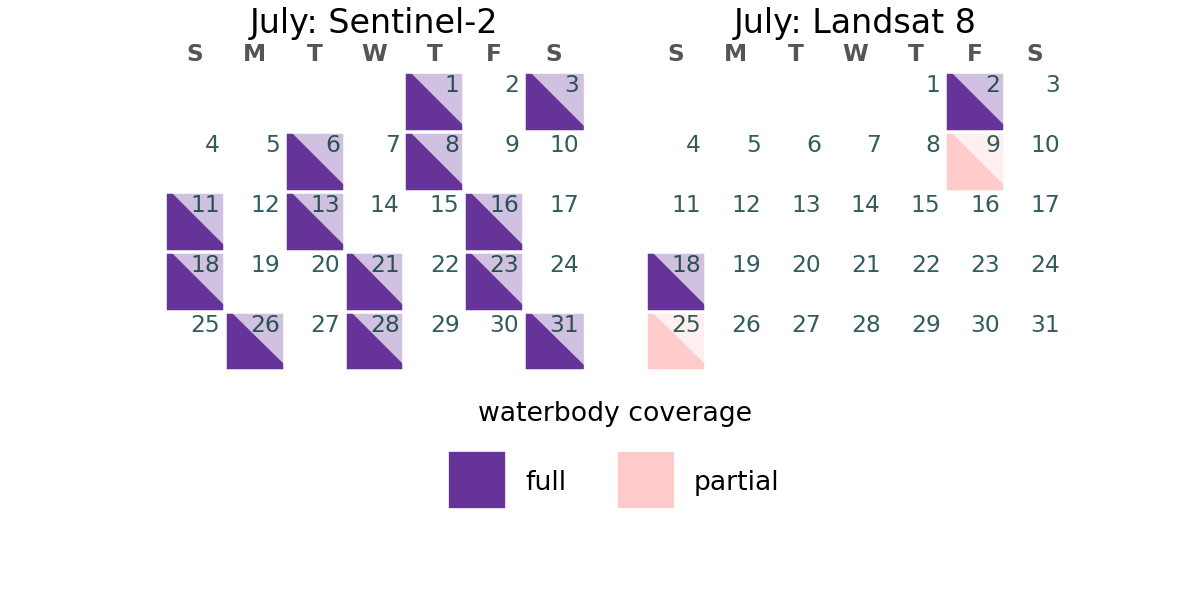 July: Sentinel-2
S M T W T F S
1 2 3
4 5 6 7 8 9 10
11 12 13 14 15 16 17
18 19 20 21 22 23 24
25 26 27 28 29 30 31
July: Landsat 8
S M T W T F S
1 2 3
4 5 6 7 8 9 10
11 12 13 14 15 16 17
18 19 20 21 22 23 24
25 26 27 28 29 30 31
waterbody coverage
full partial